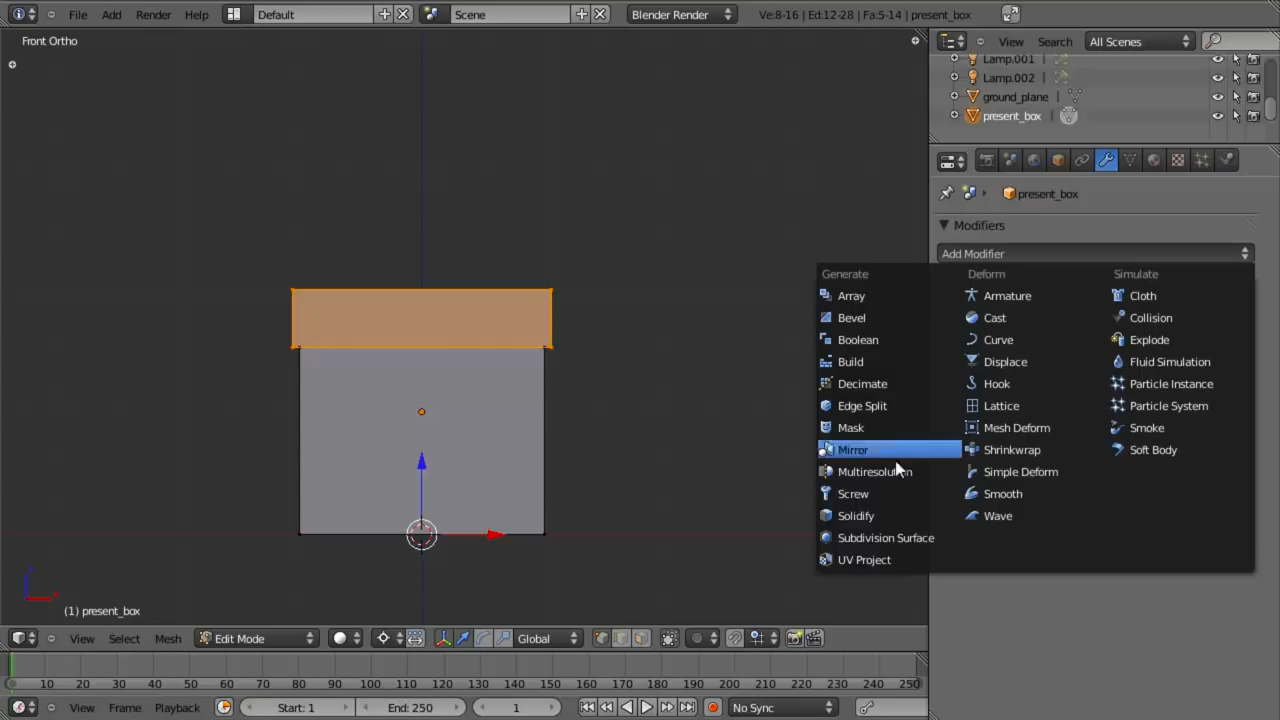 File Add Render Help Default Scene Blender Render Ve:8-16 | Ed:12-28 | Fa:5-14 | present_box
Front Ortho
View Search All Scenes
Lamp.001
Lamp.002
ground_plane
present_box
present_box
Modifiers
Add Modifier
Generate Deform Simulate
Array Armature Cloth
Bevel Cast Collision
Boolean Curve Explode
Build Displace Fluid Simulation
Decimate Hook Particle Instance
Edge Split Lattice Particle System
Mask Mesh Deform Smoke
Mirror Shrinkwrap Soft Body
Multiresolution Simple Deform
Screw Smooth
Solidify Wave
Subdivision Surface
UV Project
(1) present_box
View Select Mesh Edit Mode Global
10 20 30 40 50 60 70 80 90 100 110 120 130 140 150 160 170 180 190 200 210 220 230 240 250
View Frame Playback Start: 1 End: 250 1 No Sync